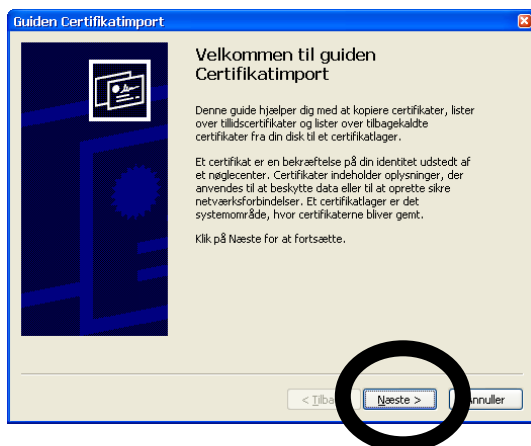 Guiden Certifikatimport
Velkommen til guiden
Certifikatimport
Denne guide hjælper dig med at kopiere certifikater, lister
over tillidscertifikater og lister over tilbagekaldte
certifikater fra din disk til et certifikatlager.
Et certifikat er en bekræftelse på din identitet udstedt af
et nøglecenter. Certifikater indeholder oplysninger, der
anvendes til at beskytte data eller til at oprette sikre
netværksforbindelser. Et certifikatlager er det
systemområde, hvor certifikaterne bliver gemt.
Klik på Næste for at fortsætte.
Næste > Annuller